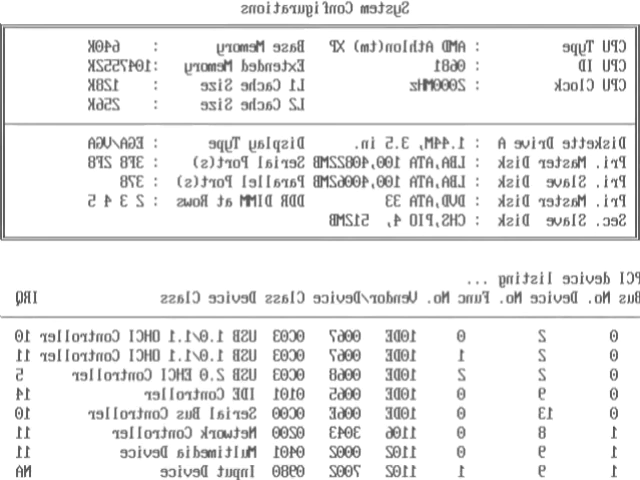 System Configurations
CPU Type : AMD Athlon(tm) XP Base Memory : 640K
CPU ID : 0681 Extended Memory :1047552K
CPU Clock : 2000MHz L1 Cache Size : 128K
L2 Cache Size : 256K
Diskette Drive A : 1.44M, 3.5 in. Display Type : EGA/VGA
Pri. Master Disk : LBA,ATA 100,40822MB Serial Port(s) : 3F8 2F8
Pri. Slave Disk : LBA,ATA 100,40062MB Parallel Port(s) : 378
Pri. Master Disk : DVD,ATA 33 DDR DIMM at Rows : 2 3 4 5
Sec. Slave Disk : CHS,PIO 4, 512MB
PCI device listing ...
Bus No. Device No. Func No. Vendor/Device Class Device Class IRQ
0 2 0 10DE 0067 0C03 USB 1.0/1.1 OHCI Controller 10
0 2 1 10DE 0067 0C03 USB 1.0/1.1 OHCI Controller 11
0 2 2 10DE 0068 0C03 USB 2.0 EHCI Controller 5
0 9 0 10DE 0065 0101 IDE Controller 14
0 13 0 10DE 006E 0C00 Serial Bus Controller 10
1 8 0 1106 3043 0200 Network Controller 11
1 9 0 1102 0002 0401 Multimedia Device 11
1 9 1 1102 7002 0980 Input Device NA